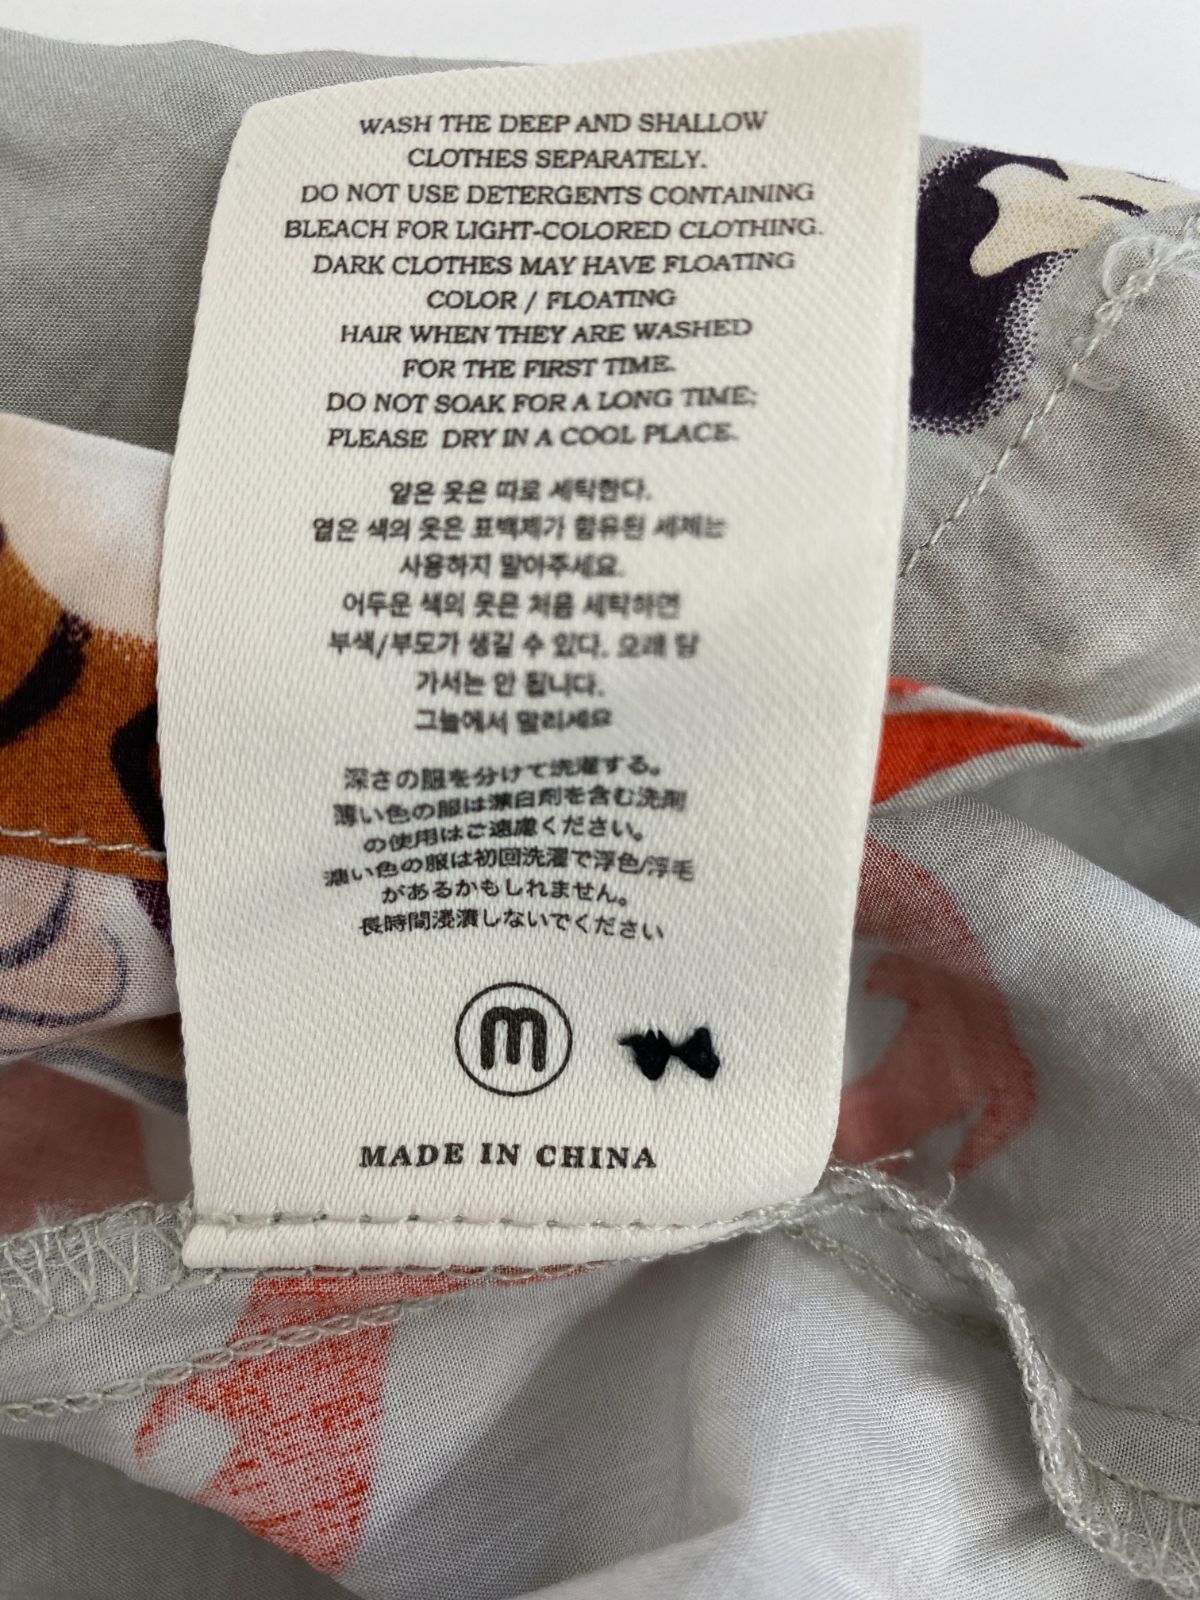 WASH THE DEEP AND SHALLOW
CLOTHES SEPARATELY.
DO NOT USE DETERGENTS CONTAINING
BLEACH FOR LIGHT-COLORED CLOTHING.
DARK CLOTHES MAY HAVE FLOATING
COLOR / FLOATING
HAIR WHEN THEY ARE WASHED
FOR THE FIRST TIME.
DO NOT SOAK FOR A LONG TIME;
PLEASE DRY IN A COOL PLACE.
얕은 옷은 따로 세탁한다.
옅은 색의 옷은 표백제가 함유된 세제는
사용하지 말아주세요.
어두운 색의 옷은 처음 세탁하면
부색/부모가 생길 수 있다. 오래 담
가서는 안 됩니다.
그늘에서 말리세요
深さの服を分けて洗濯する。
薄い色の服は漂白剤を含む洗剤
の使用はご遠慮ください。
濃い色の服は初回洗濯で浮色/浮毛
があるかもしれません。
長時間浸漬しないでください
m
MADE IN CHINA